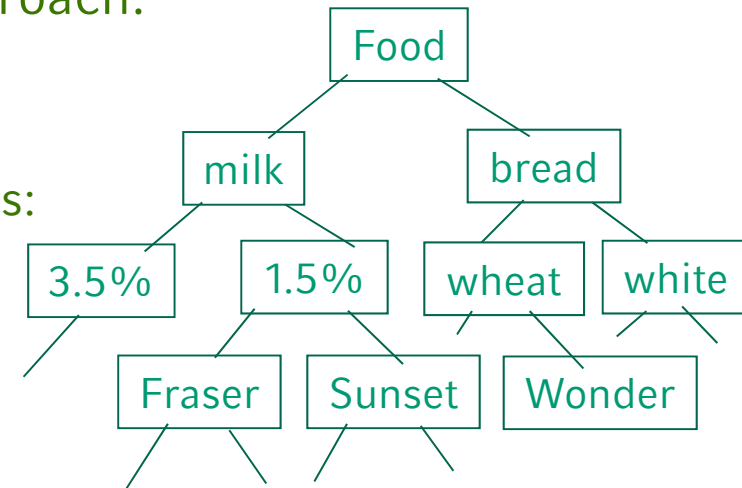 roach:
Food
milk bread
s:
3.5% 1.5% wheat white
Fraser Sunset Wonder